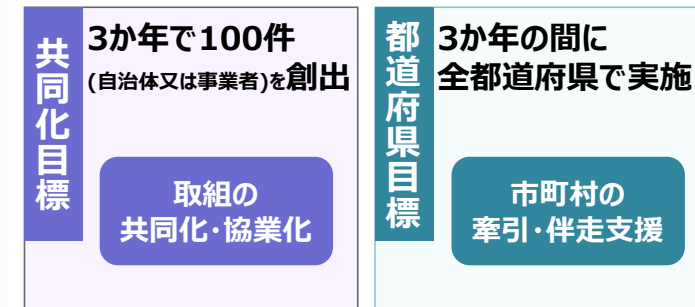 共同化目標
3か年で100件
(自治体又は事業者)を創出
取組の
共同化・協業化
都道府県目標
3か年の間に
全都道府県で実施
市町村の
牽引・伴走支援